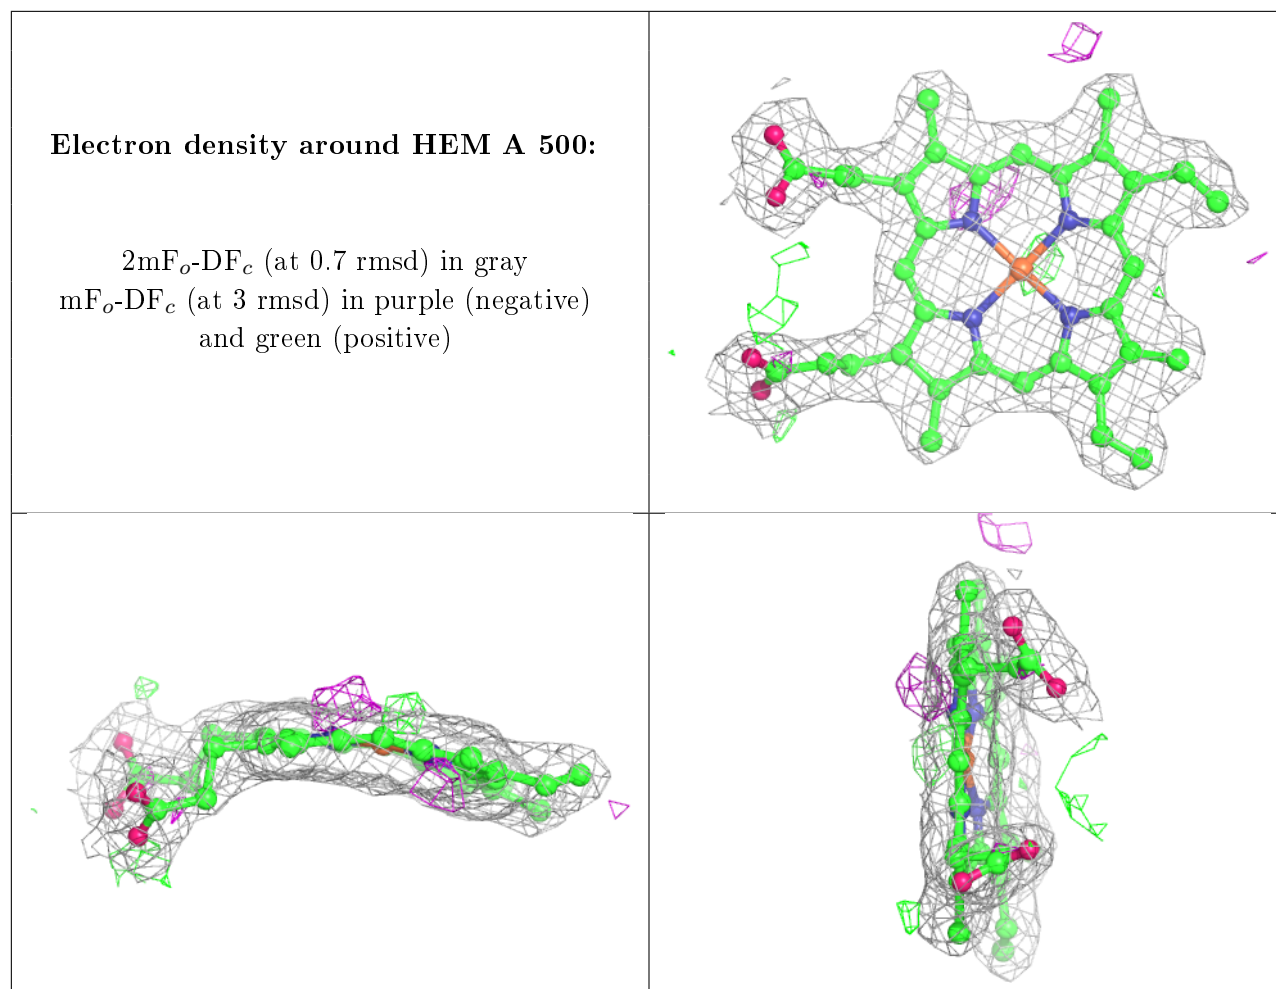 Electron density around HEM A 500:
2mFo-DFc (at 0.7 rmsd) in gray
mFo-DFc (at 3 rmsd) in purple (negative)
and green (positive)